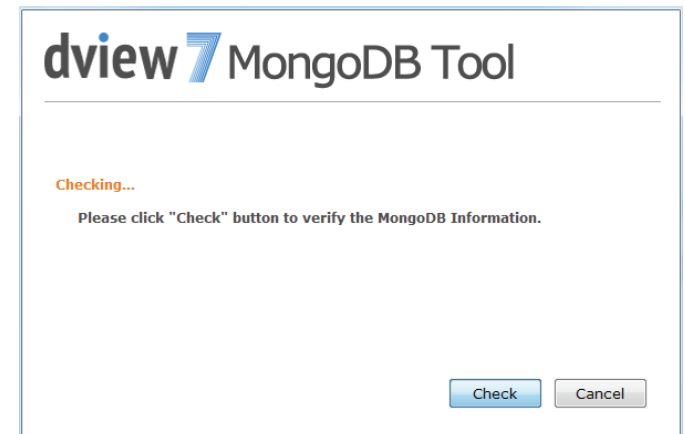 dview 7 MongoDB Tool
Checking...
Please click "Check" button to verify the MongoDB Information.
Check Cancel